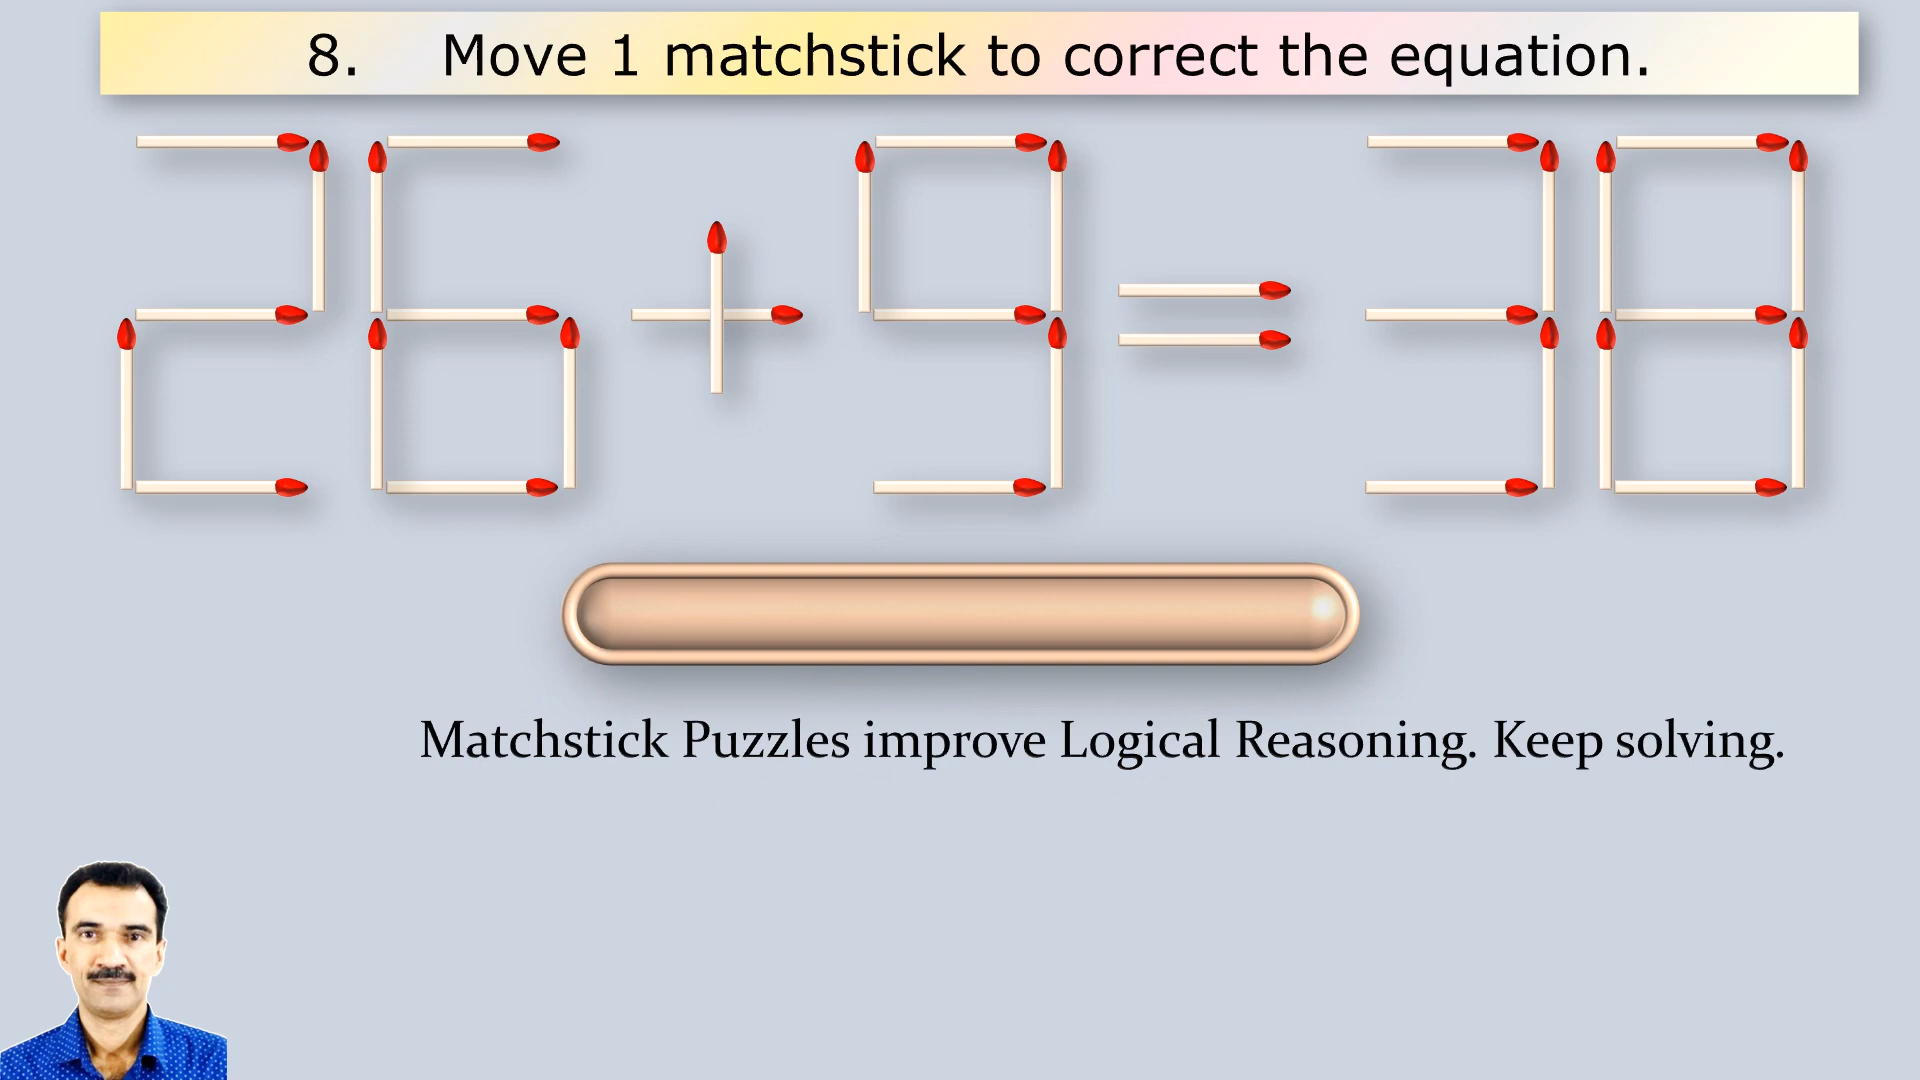 8. Move 1 matchstick to correct the equation.
26+9=38
Matchstick Puzzles improve Logical Reasoning. Keep solving.